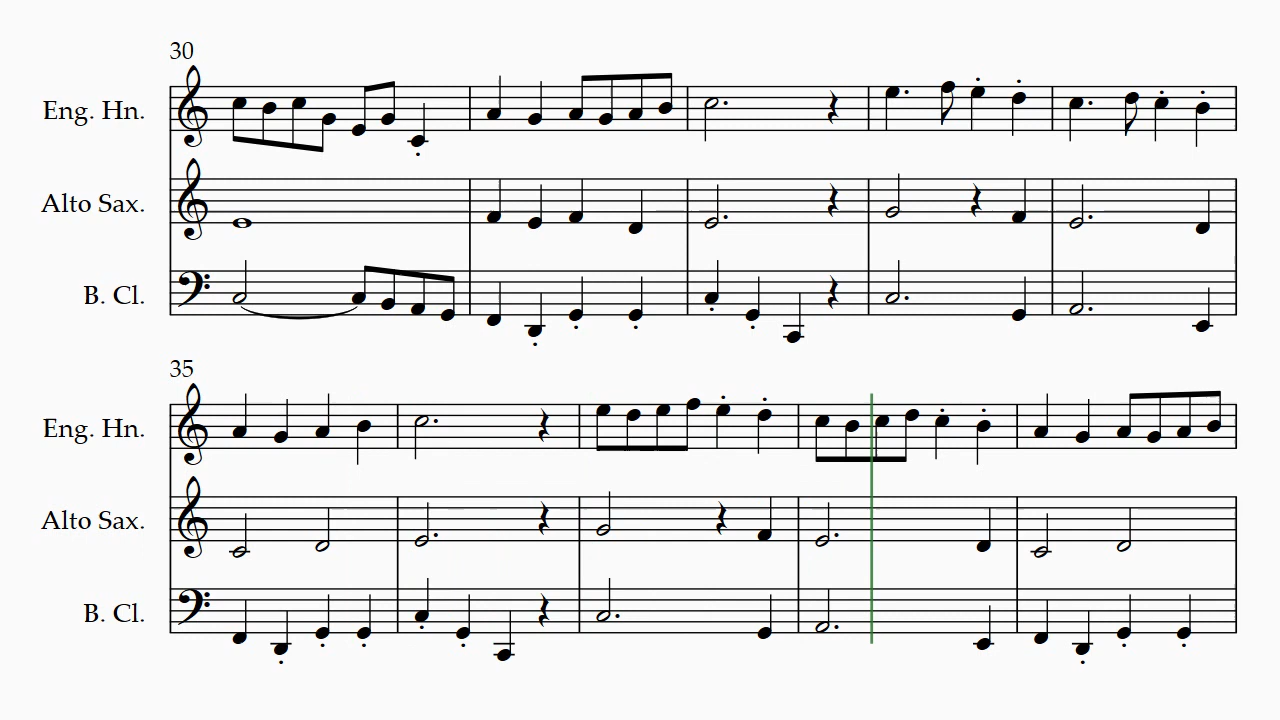 30
Eng. Hn.
Alto Sax.
B. Cl.
35
Eng. Hn.
Alto Sax.
B. Cl.